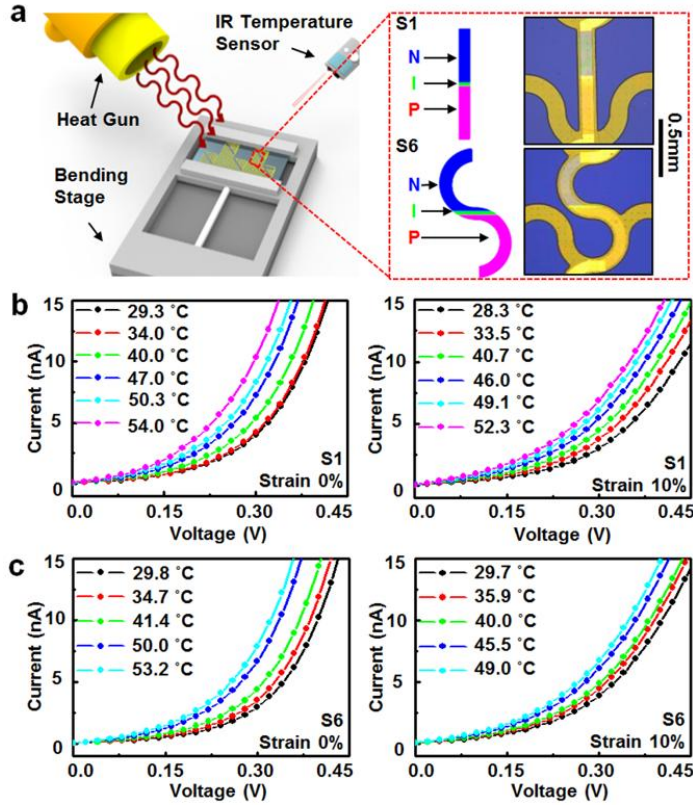 a
Heat Gun
Bending
Stage
IR Temperature
Sensor
S1
N
I
P
S6
N
I
P
0.5mm
b
Current (nA)
15
10
5
0
29.3 °C
34.0 °C
40.0 °C
47.0 °C
50.3 °C
54.0 °C
S1
Strain 0%
0.0
0.15
0.30
0.45
Voltage (V)
Current (nA)
15
10
5
0
28.3 °C
33.5 °C
40.7 °C
46.0 °C
49.1 °C
52.3 °C
S1
Strain 10%
0.0
0.15
0.30
0.45
Voltage (V)
c
Current (nA)
15
10
5
0
29.8 °C
34.7 °C
41.4 °C
50.0 °C
53.2 °C
S6
Strain 0%
0.0
0.15
0.30
0.45
Voltage (V)
Current (nA)
15
10
5
0
29.7 °C
35.9 °C
40.0 °C
45.5 °C
49.0 °C
S6
Strain 10%
0.0
0.15
0.30
0.45
Voltage (V)